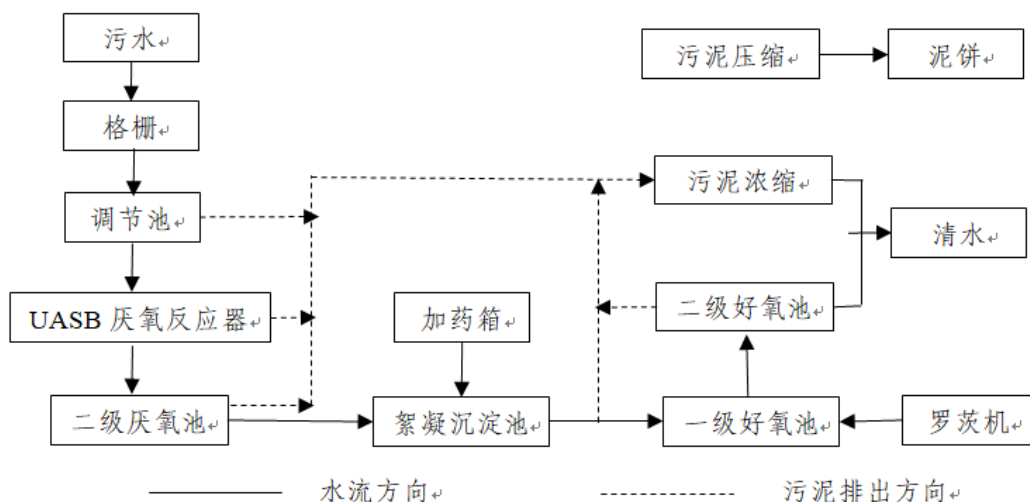 污水
污泥压缩
泥饼
格栅
污泥浓缩
调节池
清水
UASB 厌氧反应器
加药箱
二级好氧池
二级厌氧池
絮凝沉淀池
一级好氧池
罗茨机
水流方向
污泥排出方向